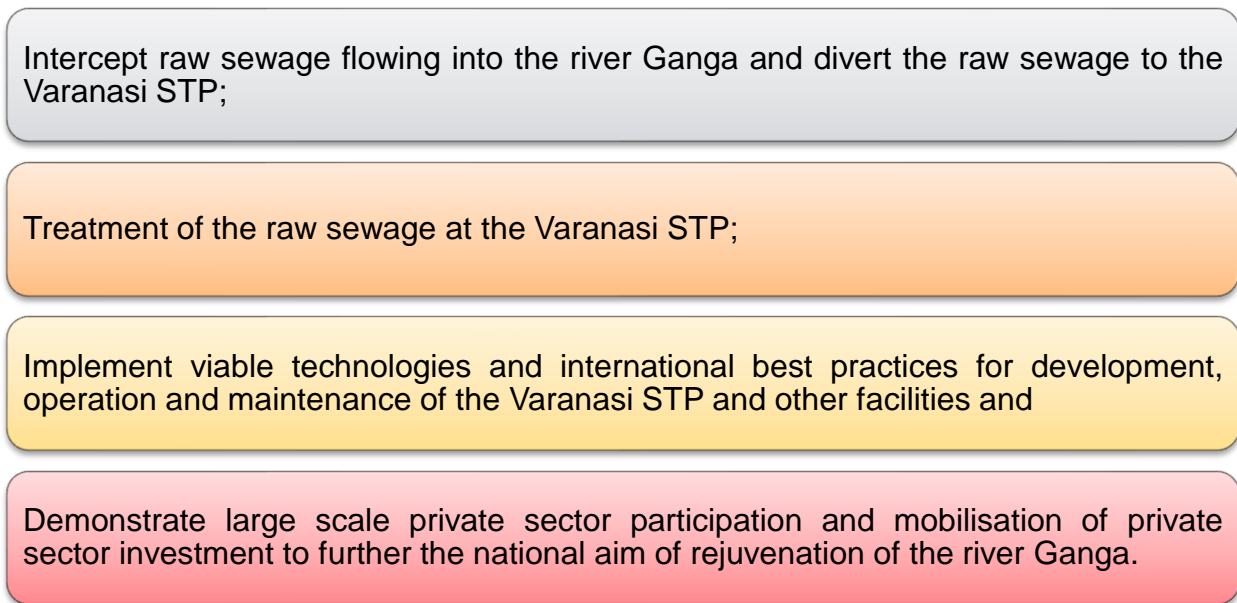 Intercept raw sewage flowing into the river Ganga and divert the raw sewage to the
Varanasi STP;
Treatment of the raw sewage at the Varanasi STP;
Implement viable technologies and international best practices for development,
operation and maintenance of the Varanasi STP and other facilities and
Demonstrate large scale private sector participation and mobilisation of private
sector investment to further the national aim of rejuvenation of the river Ganga.